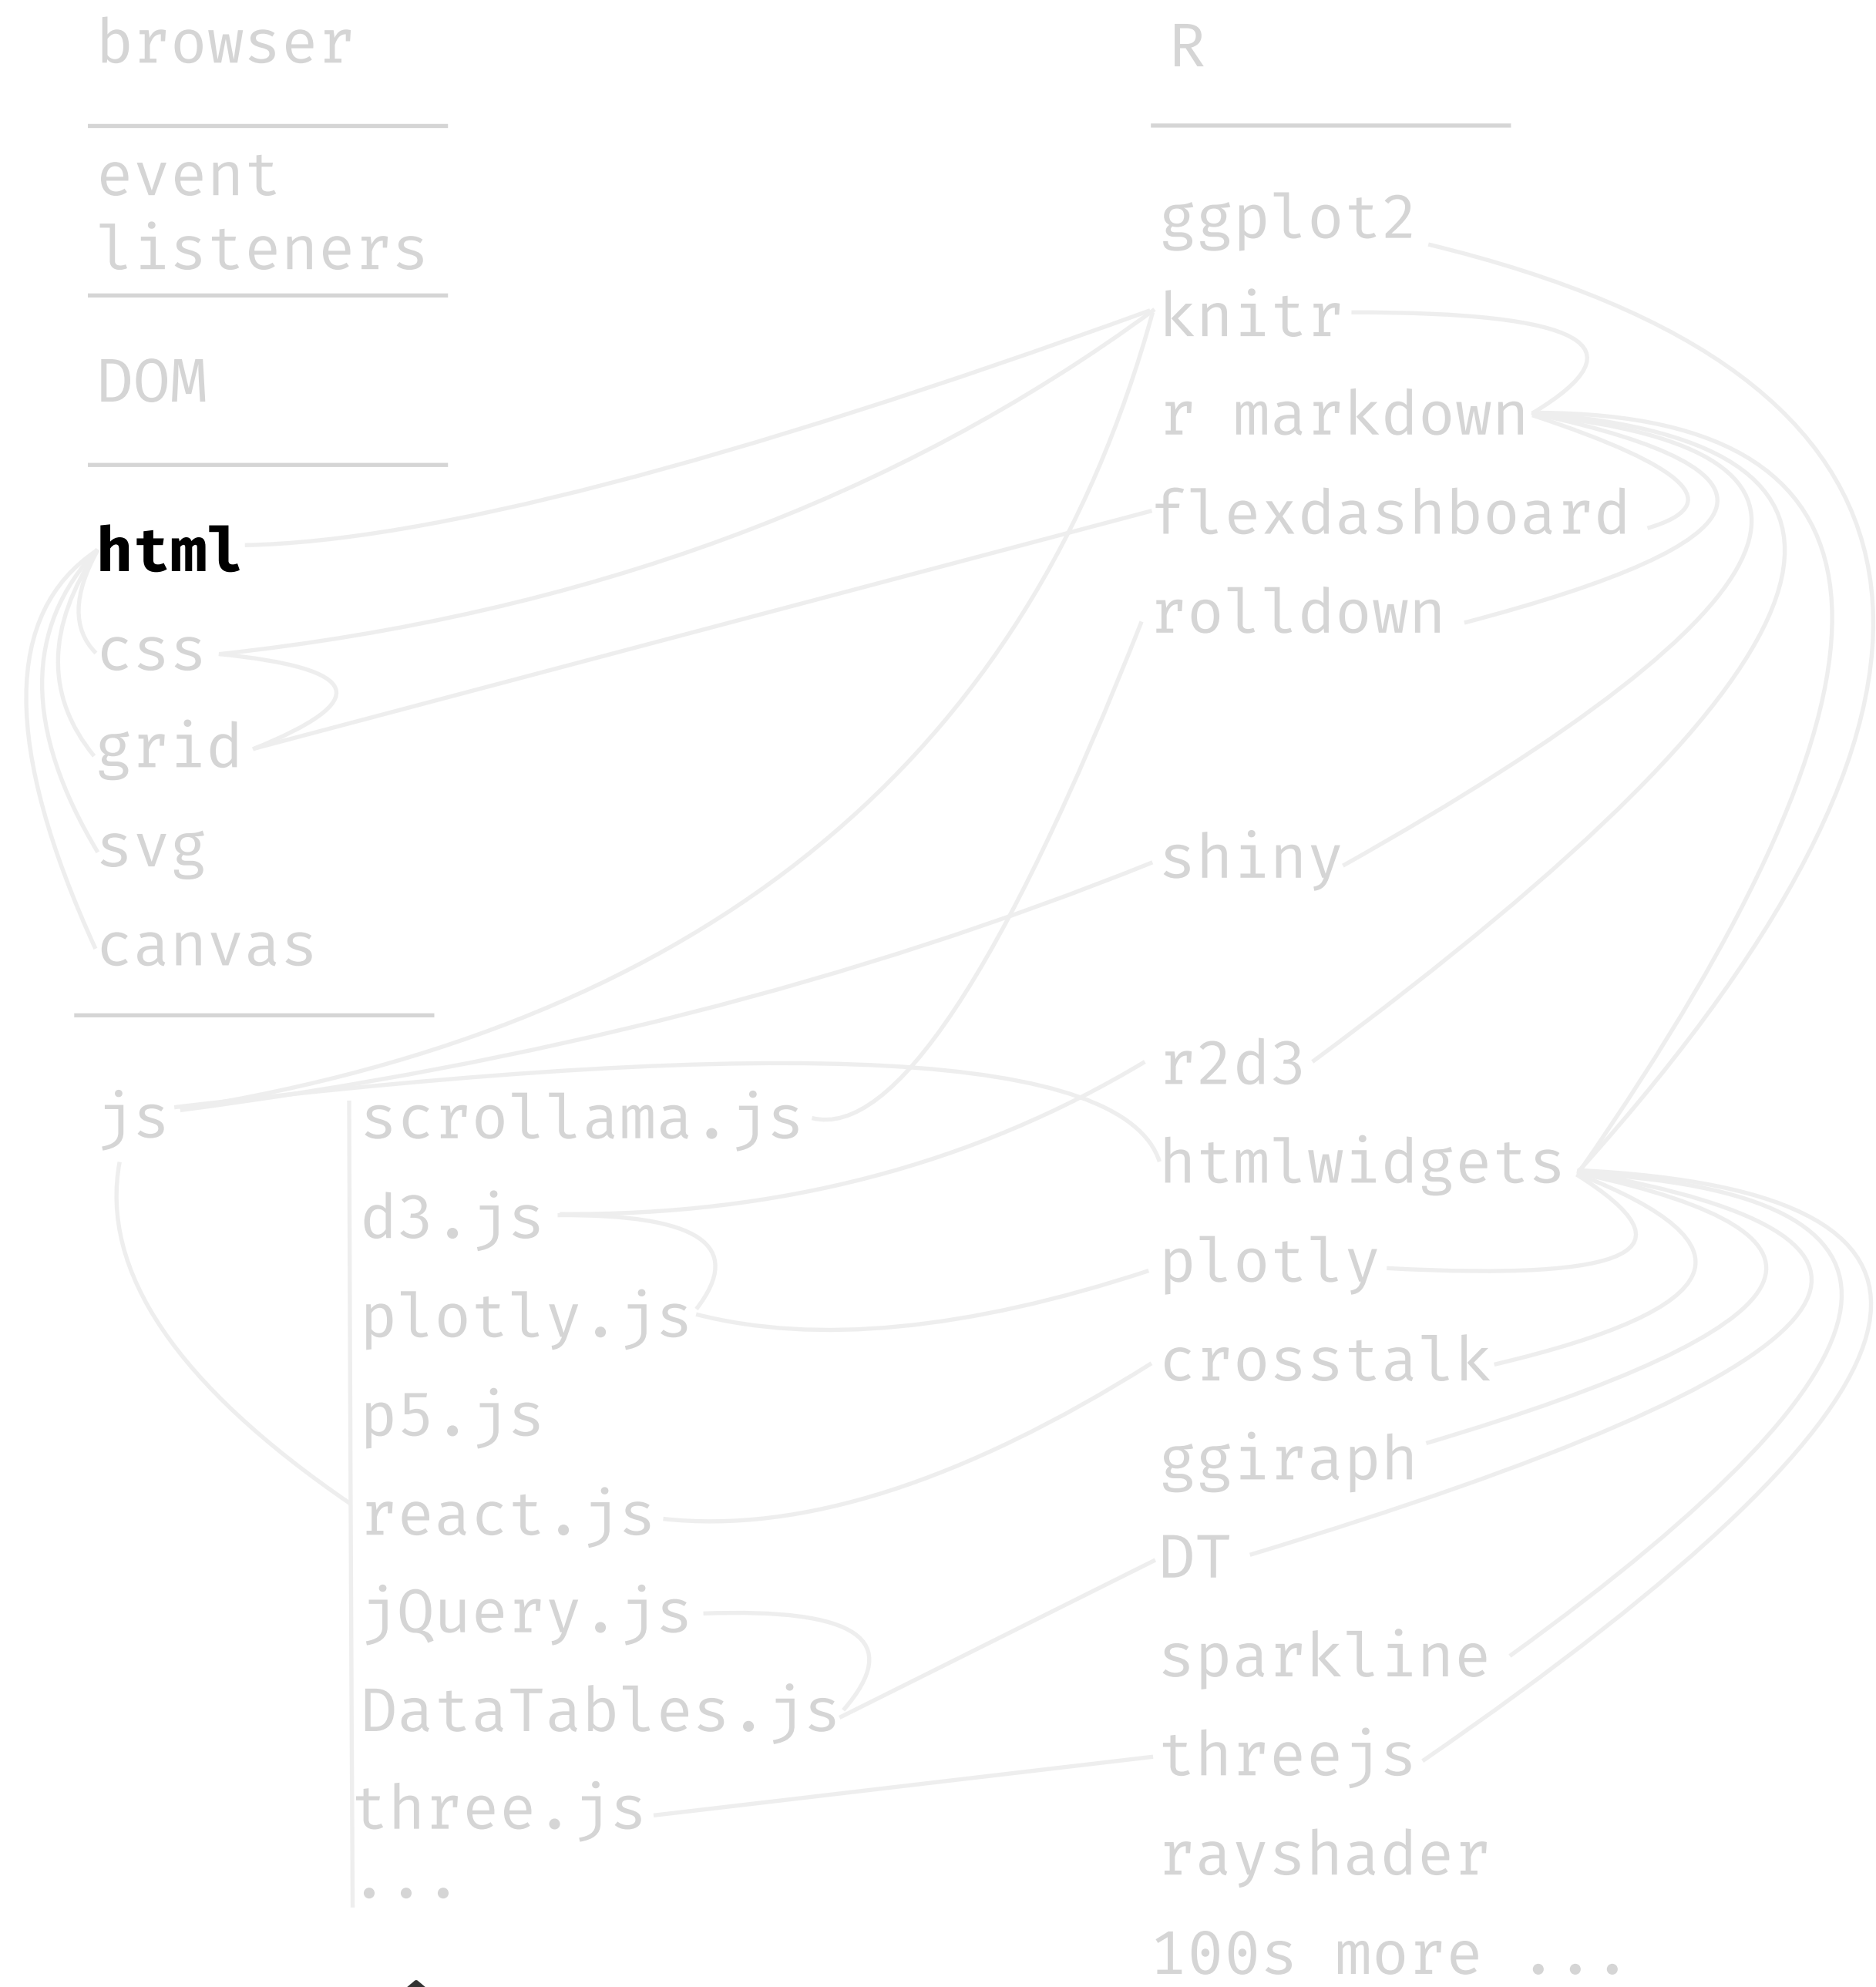 browser
event
listeners
DOM
html
css
grid
svg
canvas
js
scrollama.js
d3.js
plotly.js
p5.js
react.js
jQuery.js
DataTables.js
three.js
...
R
ggplot2
knitr
r markdown
flexdashboard
rolldown
shiny
r2d3
htmlwidgets
plotly
crosstalk
ggiraph
DT
sparkline
threejs
rayshader
100s more ...